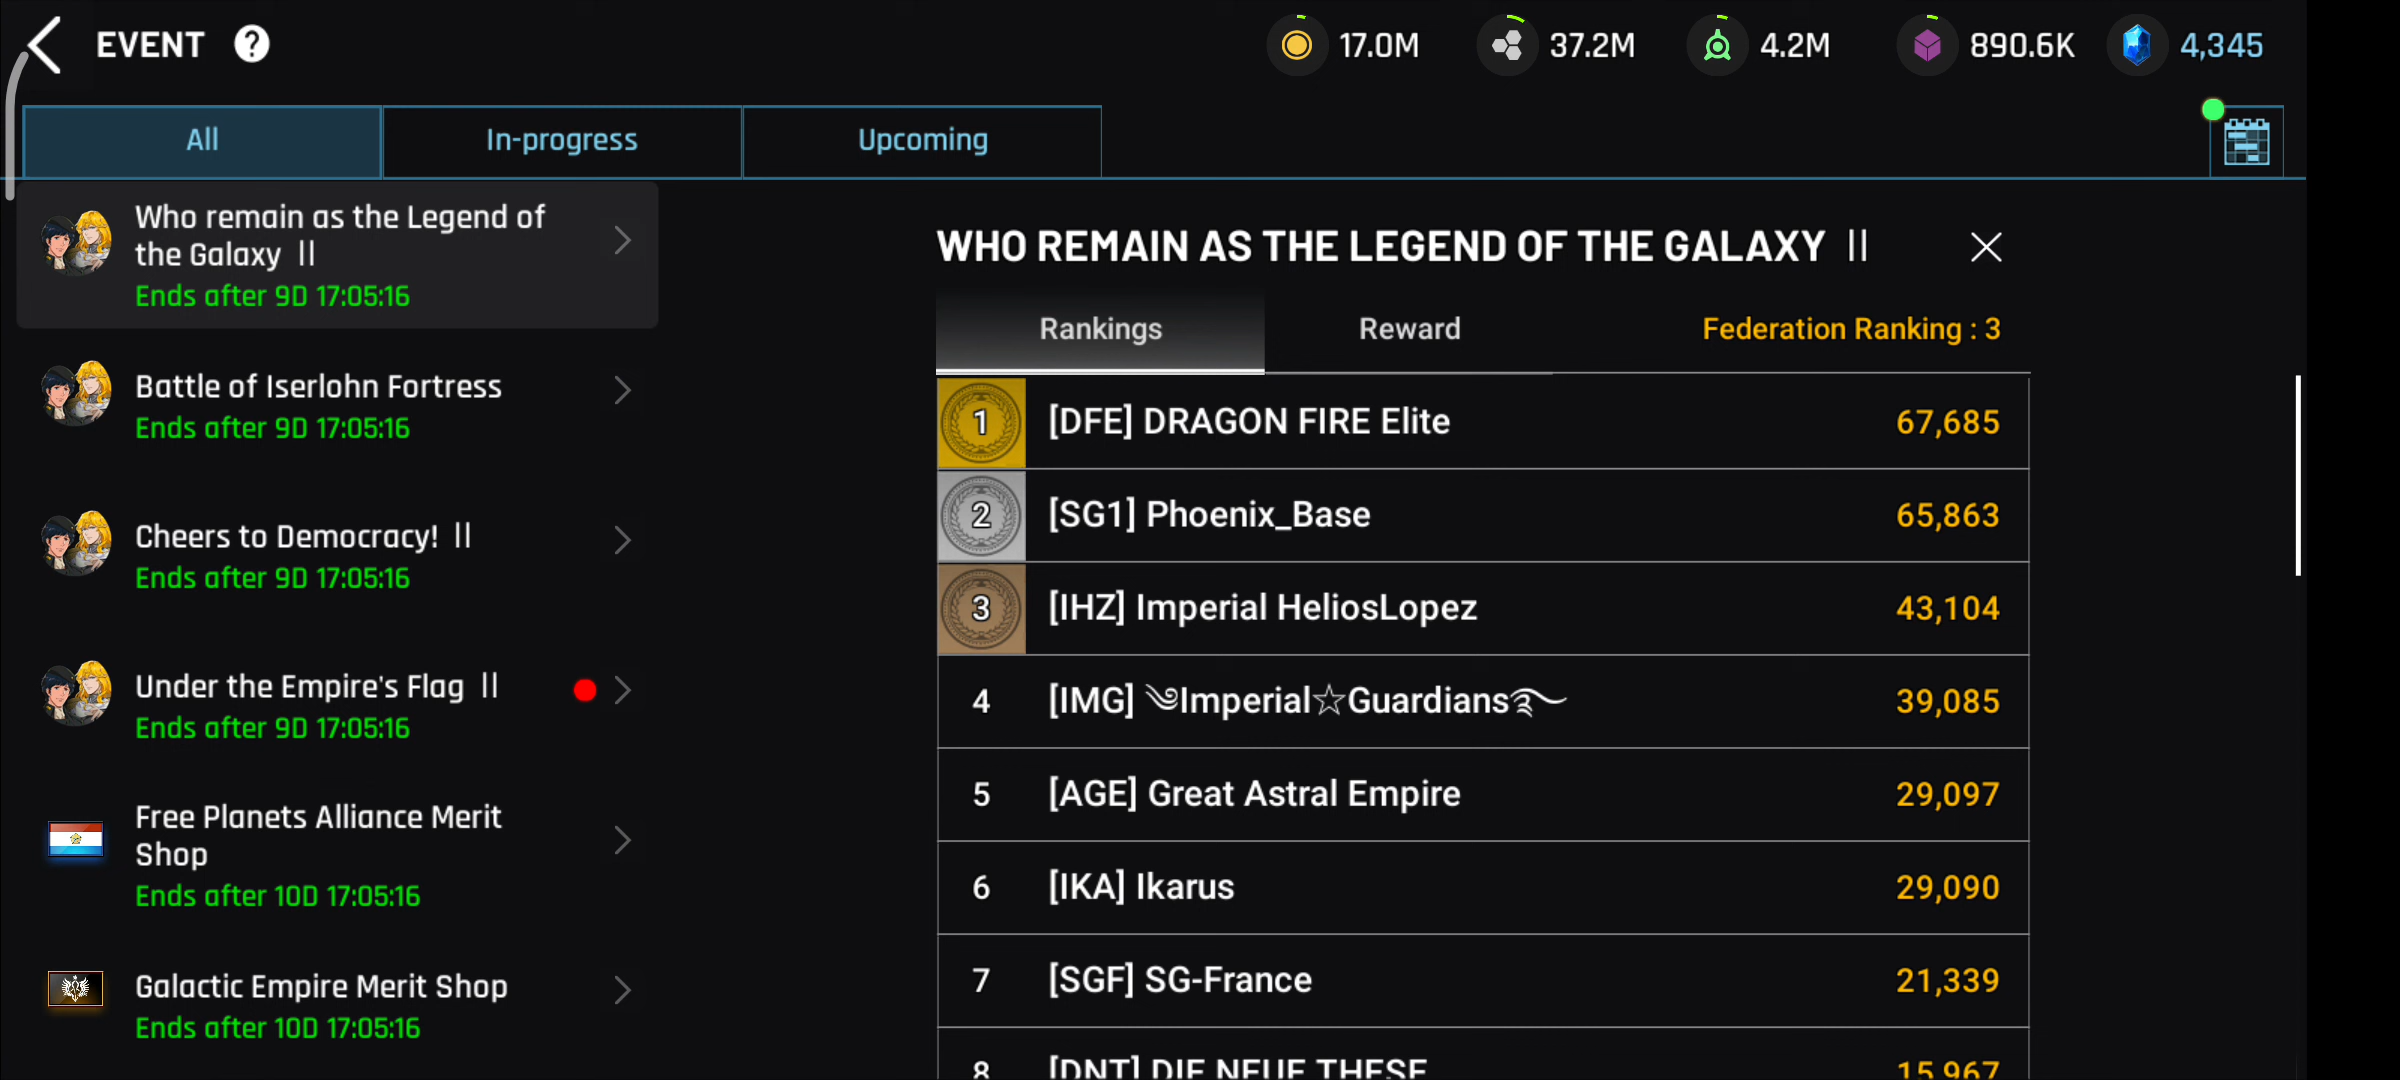 EVENT ?
17.0M 37.2M 4.2M 890.6K 4,345
All In-progress Upcoming
Who remain as the Legend of
the Galaxy II
Ends after 9D 17:05:16
Battle of Iserlohn Fortress
Ends after 9D 17:05:16
Cheers to Democracy! II
Ends after 9D 17:05:16
Under the Empire's Flag II
Ends after 9D 17:05:16
Free Planets Alliance Merit
Shop
Ends after 10D 17:05:16
Galactic Empire Merit Shop
Ends after 10D 17:05:16
WHO REMAIN AS THE LEGEND OF THE GALAXY II
Rankings Reward Federation Ranking : 3
1 [DFE] DRAGON FIRE Elite 67,685
2 [SG1] Phoenix_Base 65,863
3 [IHZ] Imperial HeliosLopez 43,104
4 [IMG] ༄Imperial☆Guardians࿐ 39,085
5 [AGE] Great Astral Empire 29,097
6 [IKA] Ikarus 29,090
7 [SGF] SG-France 21,339
8 [DNT] DIE NEUE THESE 15,967